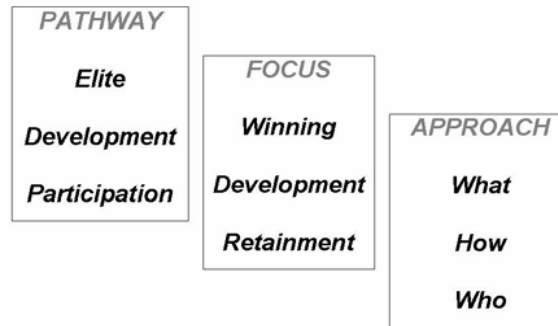 PATHWAY
Elite
Development
Participation
FOCUS
Winning
Development
Retainment
APPROACH
What
How
Who